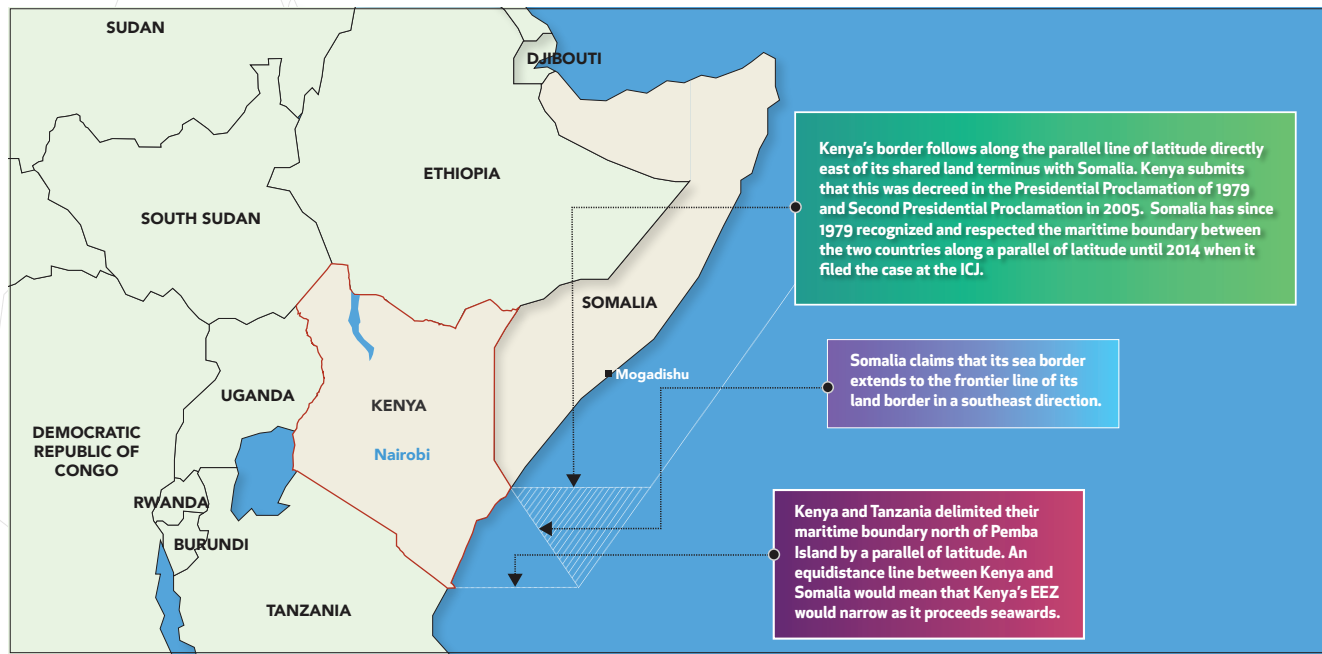 SUDAN
DJIBOUTI
ETHIOPIA
SOUTH SUDAN
SOMALIA
Mogadishu
UGANDA
KENYA
Nairobi
DEMOCRATIC
REPUBLIC OF
CONGO
RWANDA
BURUNDI
TANZANIA
Kenya's border follows along the parallel line of latitude directly
east of its shared land terminus with Somalia. Kenya submits
that this was decreed in the Presidential Proclamation of 1979
and Second Presidential Proclamation in 2005. Somalia has since
1979 recognized and respected the maritime boundary between
the two countries along a parallel of latitude until 2014 when it
filed the case at the ICJ.
Somalia claims that its sea border
extends to the frontier line of its
land border in a southeast direction.
Kenya and Tanzania delimited their
maritime boundary north of Pemba
Island by a parallel of latitude. An
equidistance line between Kenya and
Somalia would mean that Kenya's EEZ
would narrow as it proceeds seawards.